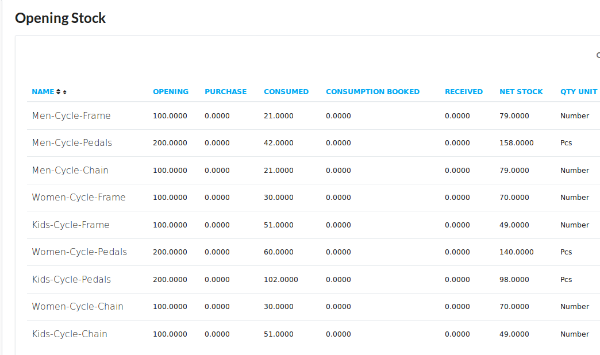 Opening Stock
NAME OPENING PURCHASE CONSUMED CONSUMPTION BOOKED RECEIVED NET STOCK QTY UNIT
Men-Cycle-Frame 100.0000 0.0000 21.0000 0.0000 0.0000 79.0000 Number
Men-Cycle-Pedals 200.0000 0.0000 42.0000 0.0000 0.0000 158.0000 Pcs
Men-Cycle-Chain 100.0000 0.0000 21.0000 0.0000 0.0000 79.0000 Number
Women-Cycle-Frame 100.0000 0.0000 30.0000 0.0000 0.0000 70.0000 Number
Kids-Cycle-Frame 100.0000 0.0000 51.0000 0.0000 0.0000 49.0000 Number
Women-Cycle-Pedals 200.0000 0.0000 60.0000 0.0000 0.0000 140.0000 Pcs
Kids-Cycle-Pedals 200.0000 0.0000 102.0000 0.0000 0.0000 98.0000 Pcs
Women-Cycle-Chain 100.0000 0.0000 30.0000 0.0000 0.0000 70.0000 Number
Kids-Cycle-Chain 100.0000 0.0000 51.0000 0.0000 0.0000 49.0000 Number